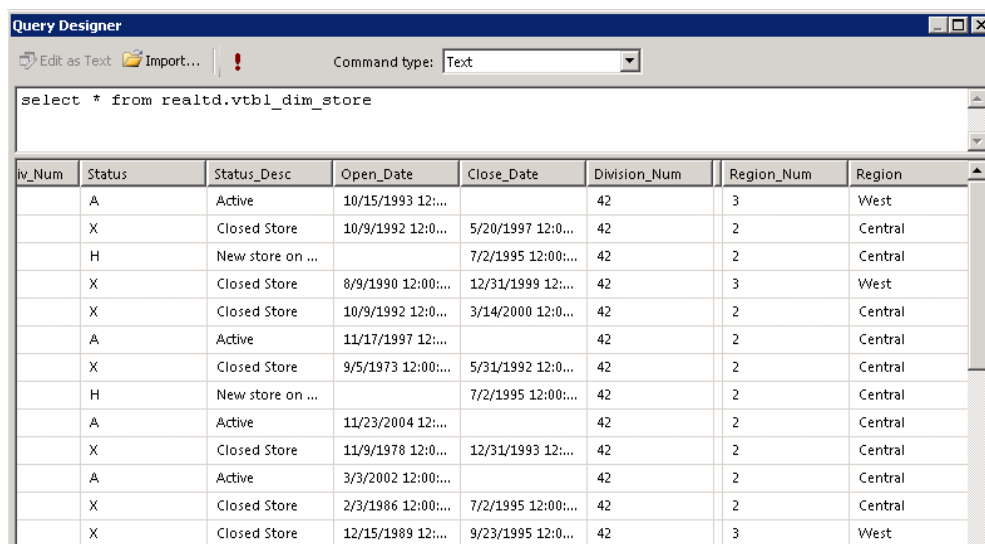 Query Designer
Edit as Text Import... ! Command type: Text
select * from realtd.vtbl_dim_store
iv_Num Status Status_Desc Open_Date Close_Date Division_Num Region_Num Region
A Active 10/15/1993 12:... 42 3 West
X Closed Store 10/9/1992 12:0... 5/20/1997 12:0... 42 2 Central
H New store on ... 7/2/1995 12:00:... 42 2 Central
X Closed Store 8/9/1990 12:00:... 12/31/1999 12:... 42 3 West
X Closed Store 10/9/1992 12:0... 3/14/2000 12:0... 42 2 Central
A Active 11/17/1997 12:... 42 2 Central
X Closed Store 9/5/1973 12:00:... 5/31/1992 12:0... 42 2 Central
H New store on ... 7/2/1995 12:00:... 42 2 Central
A Active 11/23/2004 12:... 42 2 Central
X Closed Store 11/9/1978 12:0... 12/31/1993 12:... 42 2 Central
A Active 3/3/2002 12:00:... 42 2 Central
X Closed Store 2/3/1986 12:00:... 7/2/1995 12:00:... 42 2 Central
X Closed Store 12/15/1989 12:... 9/23/1995 12:0... 42 3 West